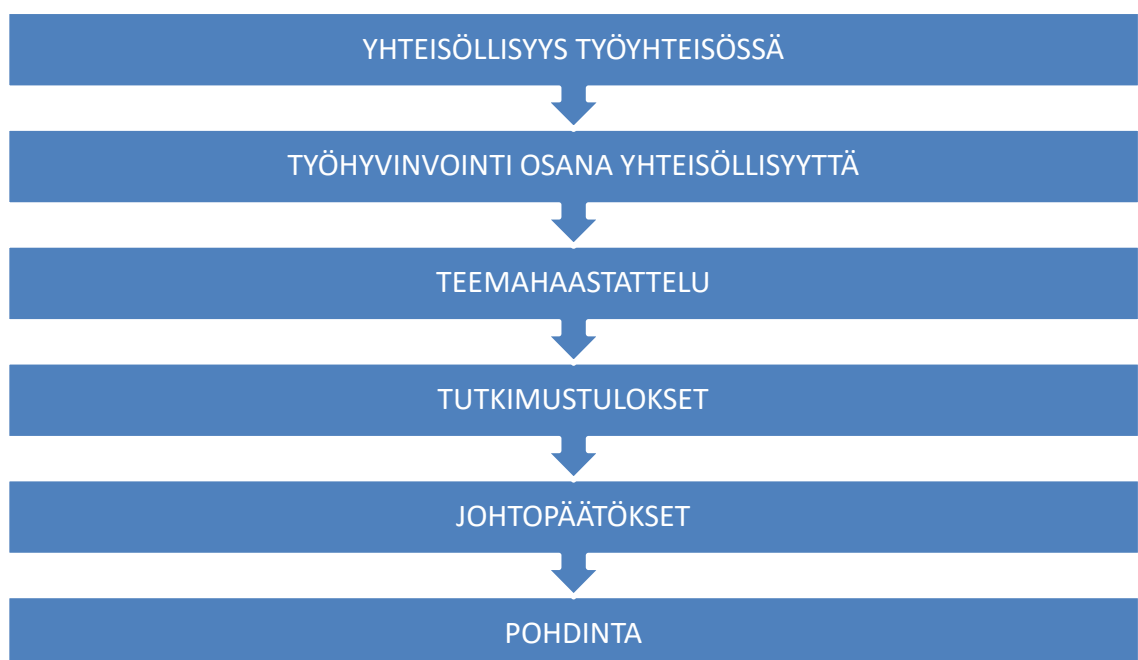 YHTEISÖLLISYYS TYÖYHTEISÖSSÄ
TYÖHYVINVOINTI OSANA YHTEISÖLLISYYTTÄ
TEEMAHAASTATTELU
TUTKIMUSTULOKSET
JOHTOPÄÄTÖKSET
POHDINTA